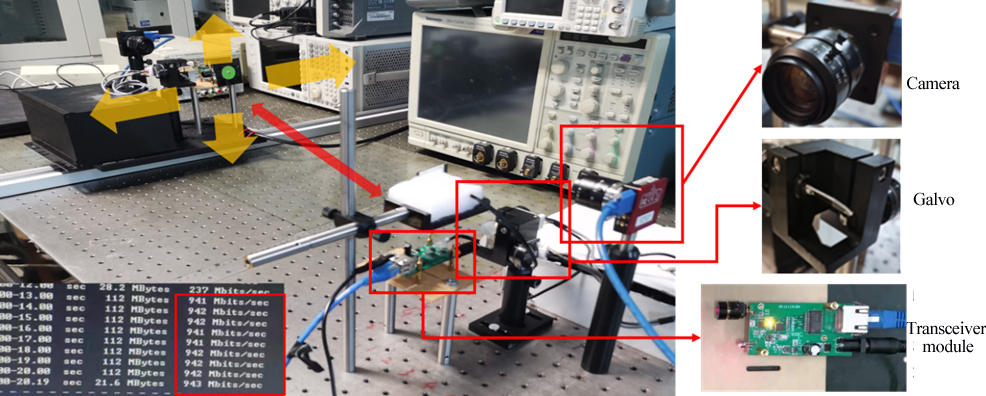 Tektronix
Camera
Galvo
Transceiver
module
00-12.00 sec 28.2 MBytes 237 Mbits/sec
00-13.00 sec 112 MBytes 941 Mbits/sec
00-14.00 sec 112 MBytes 942 Mbits/sec
00-15.00 sec 112 MBytes 942 Mbits/sec
00-16.00 sec 112 MBytes 941 Mbits/sec
00-17.00 sec 112 MBytes 941 Mbits/sec
00-18.00 sec 112 MBytes 942 Mbits/sec
00-19.00 sec 112 MBytes 942 Mbits/sec
00-20.00 sec 112 MBytes 942 Mbits/sec
00-20.19 sec 21.6 MBytes 943 Mbits/sec